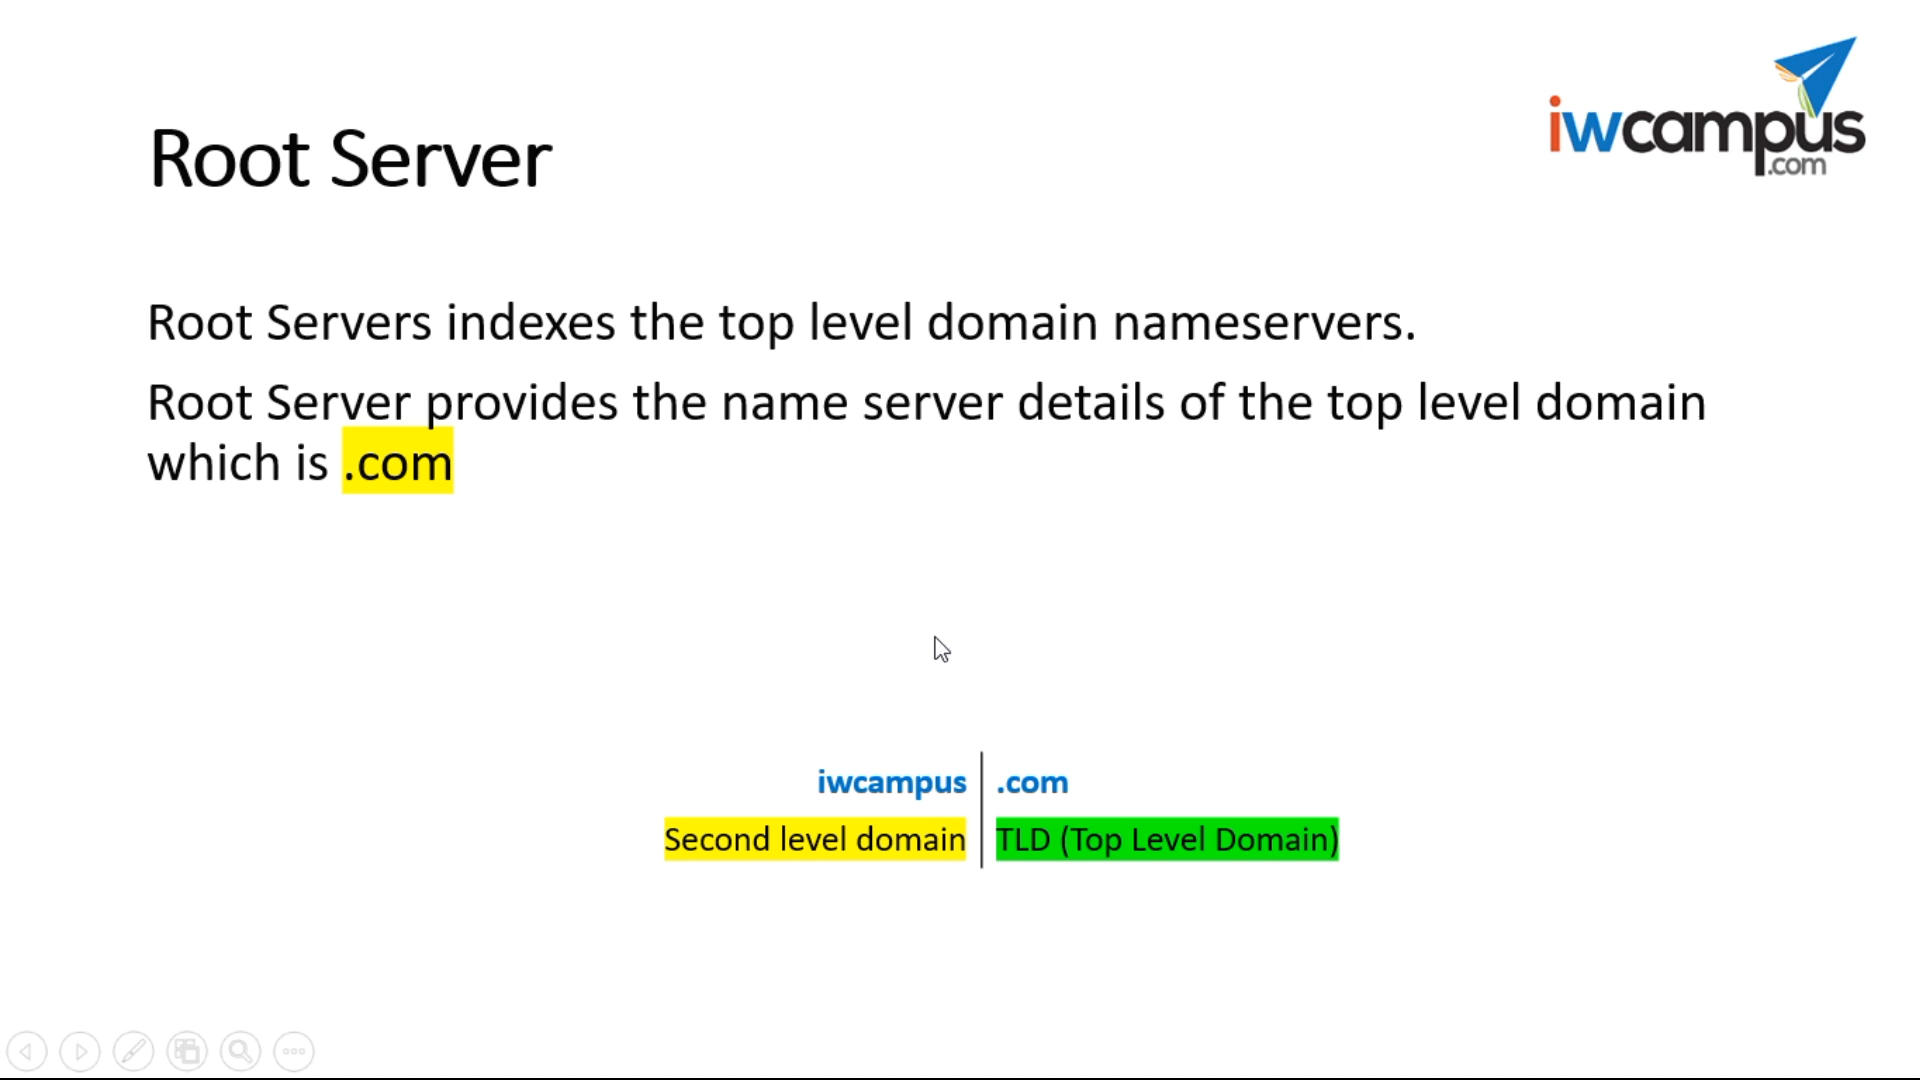 iwcampus
.com
Root Server
Root Servers indexes the top level domain nameservers.
Root Server provides the name server details of the top level domain
which is .com
iwcampus .com
Second level domain TLD (Top Level Domain)